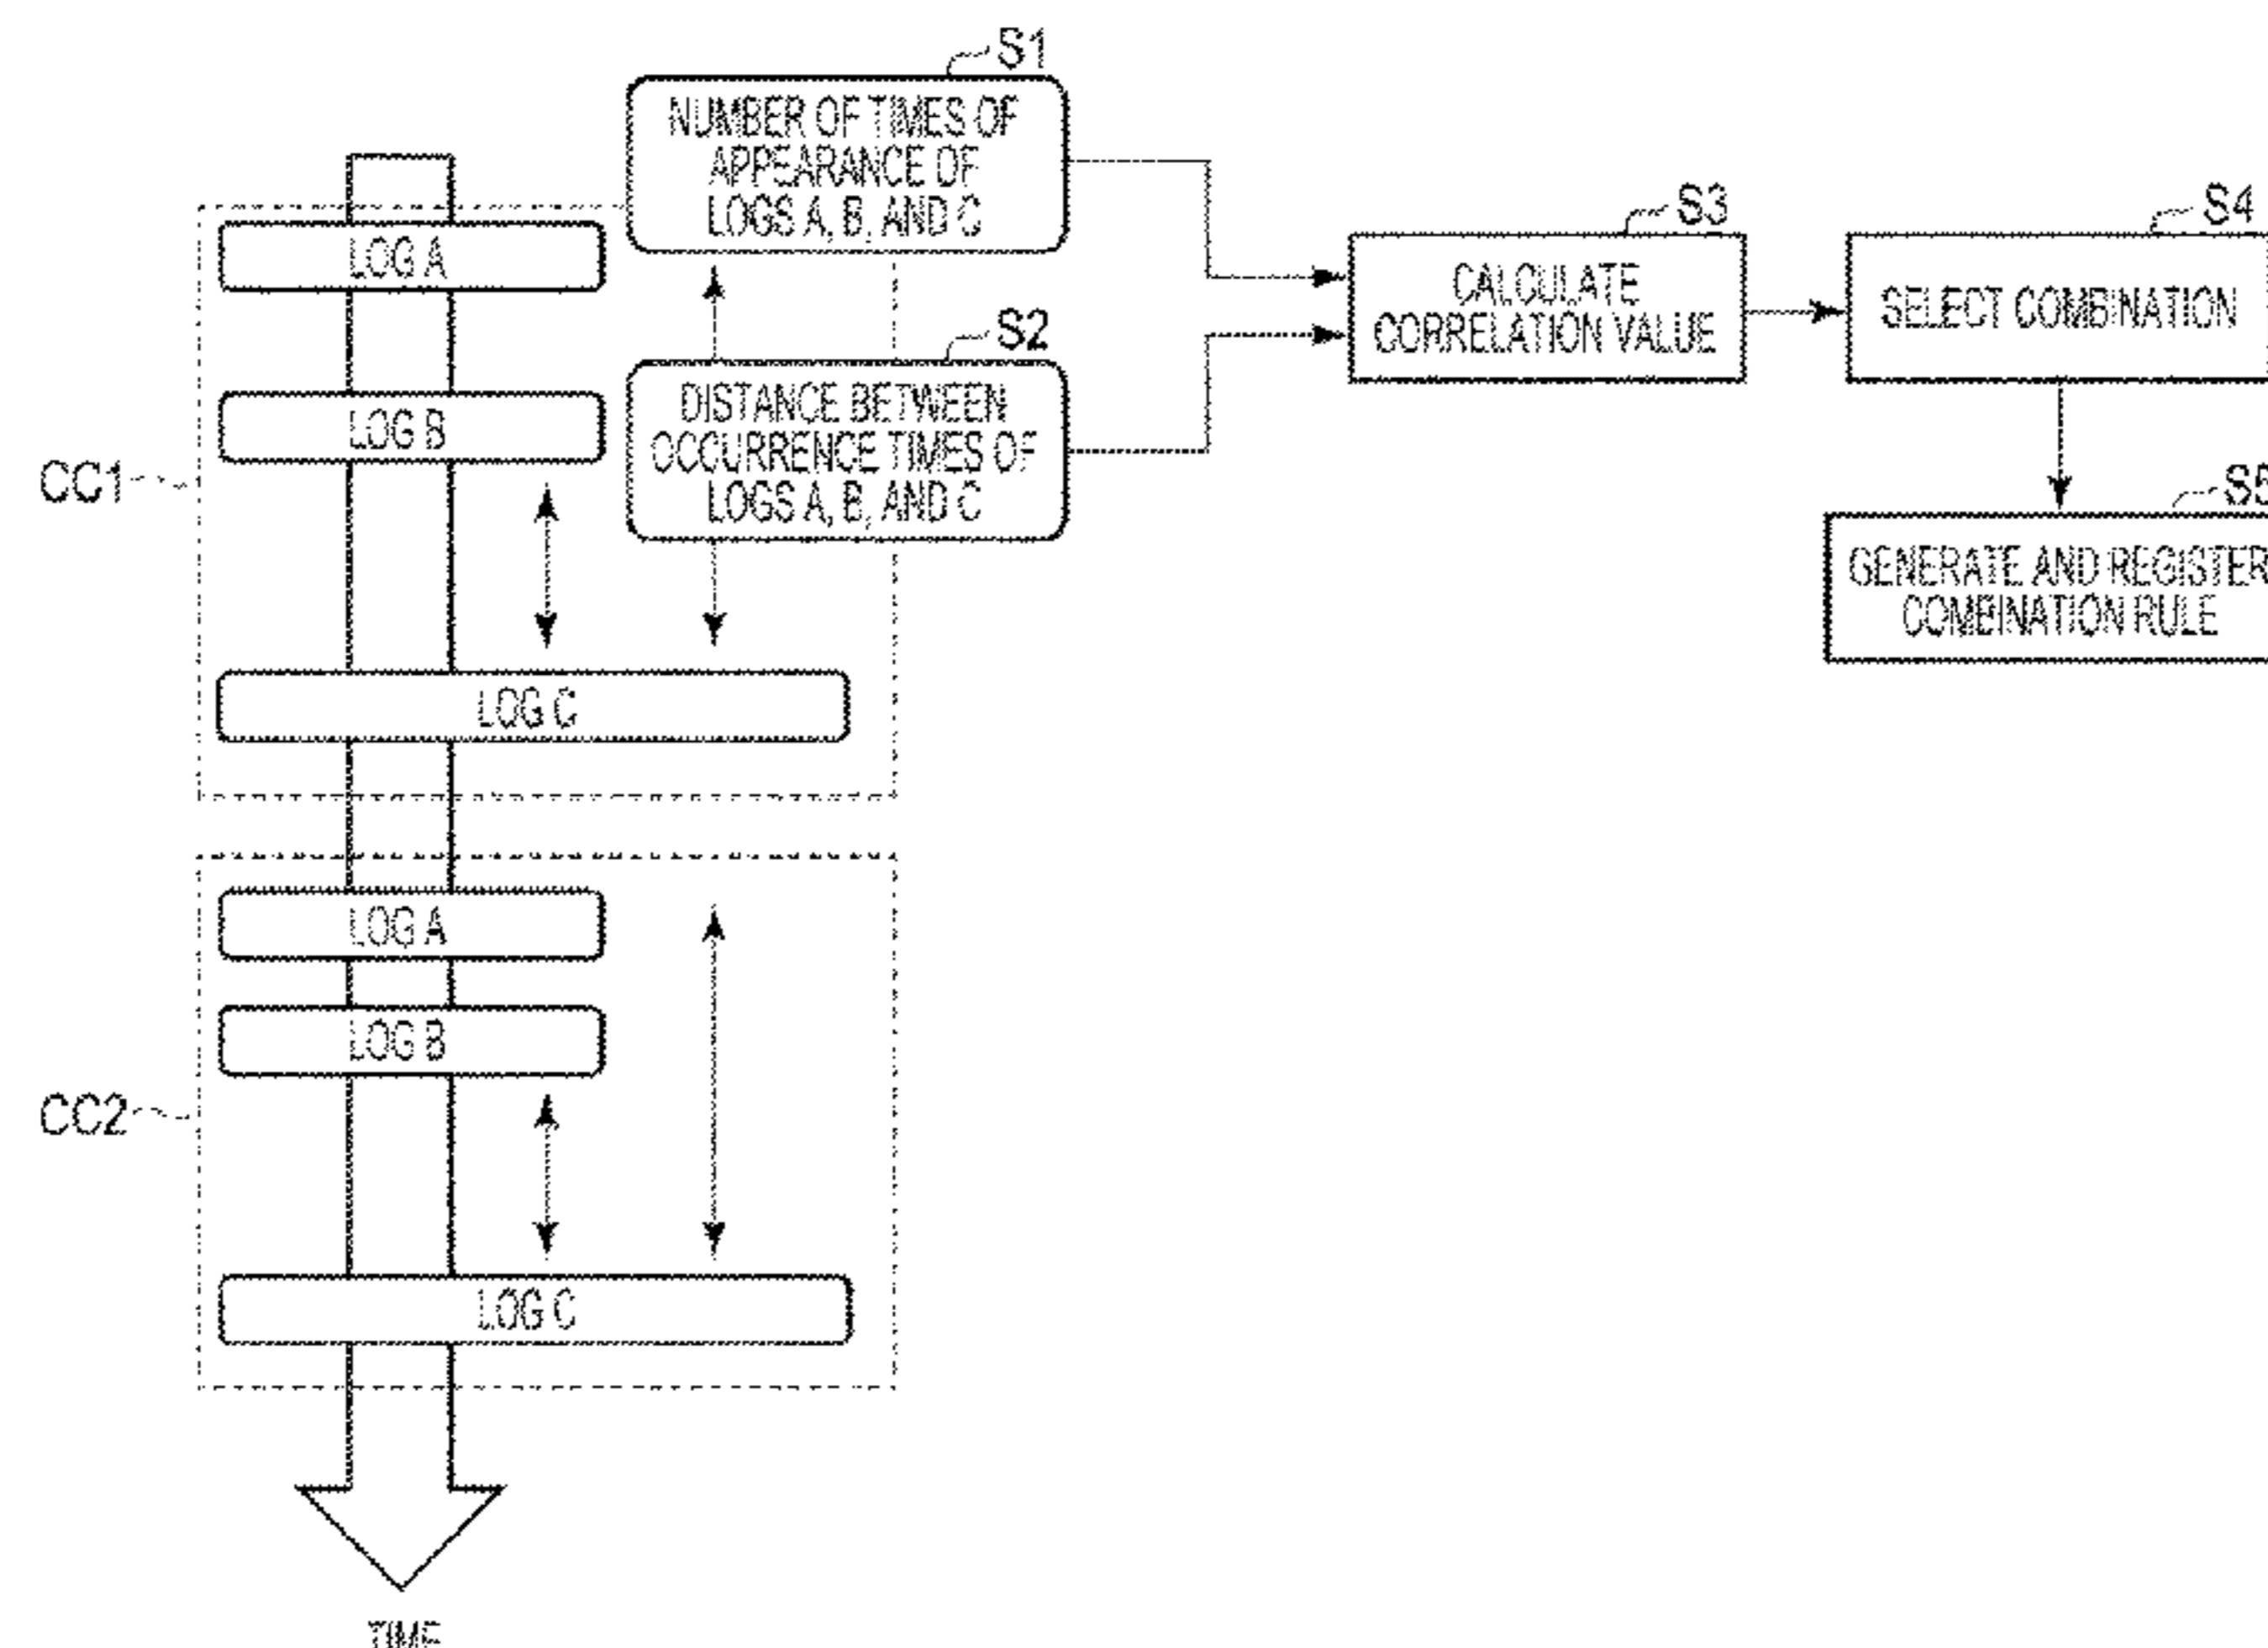 S1
NUMBER OF TIMES OF
APPEARANCE OF
LOGS A, B, AND C
S3
S4
LOG A
CALCULATE
CORRELATION VALUE
SELECT COMBINATION
S2
DISTANCE BETWEEN
OCCURRENCE TIMES OF
LOGS A, B, AND C
LOG B
CC1
S5
GENERATE AND REGISTER
COMBINATION RULE
LOG C
LOG A
LOG B
CC2
LOG C
TIME